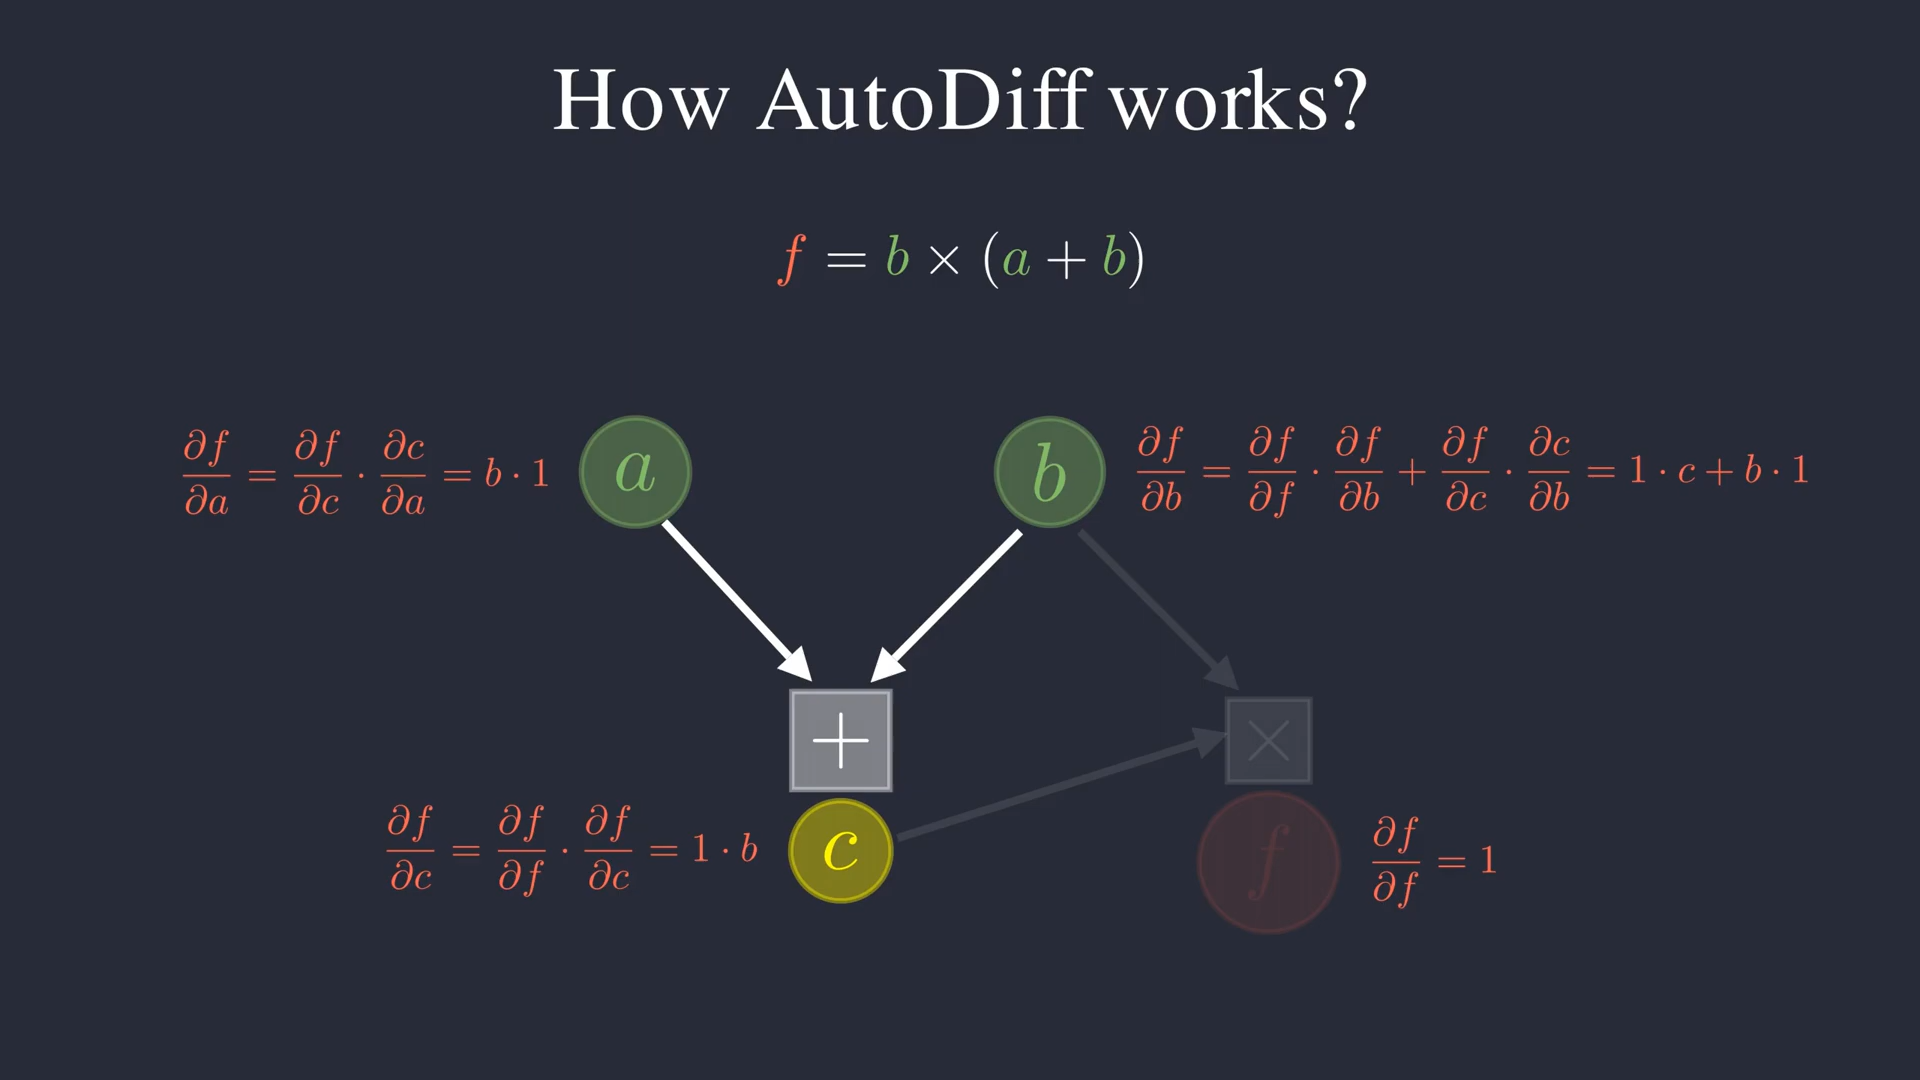 How AutoDiff works?
f = b × (a + b)
∂f/∂a = ∂f/∂c · ∂c/∂a = b · 1
a
b
∂f/∂b = ∂f/∂f · ∂f/∂b + ∂f/∂c · ∂c/∂b = 1 · c + b · 1
+
×
∂f/∂c = ∂f/∂f · ∂f/∂c = 1 · b
c
f
∂f/∂f = 1